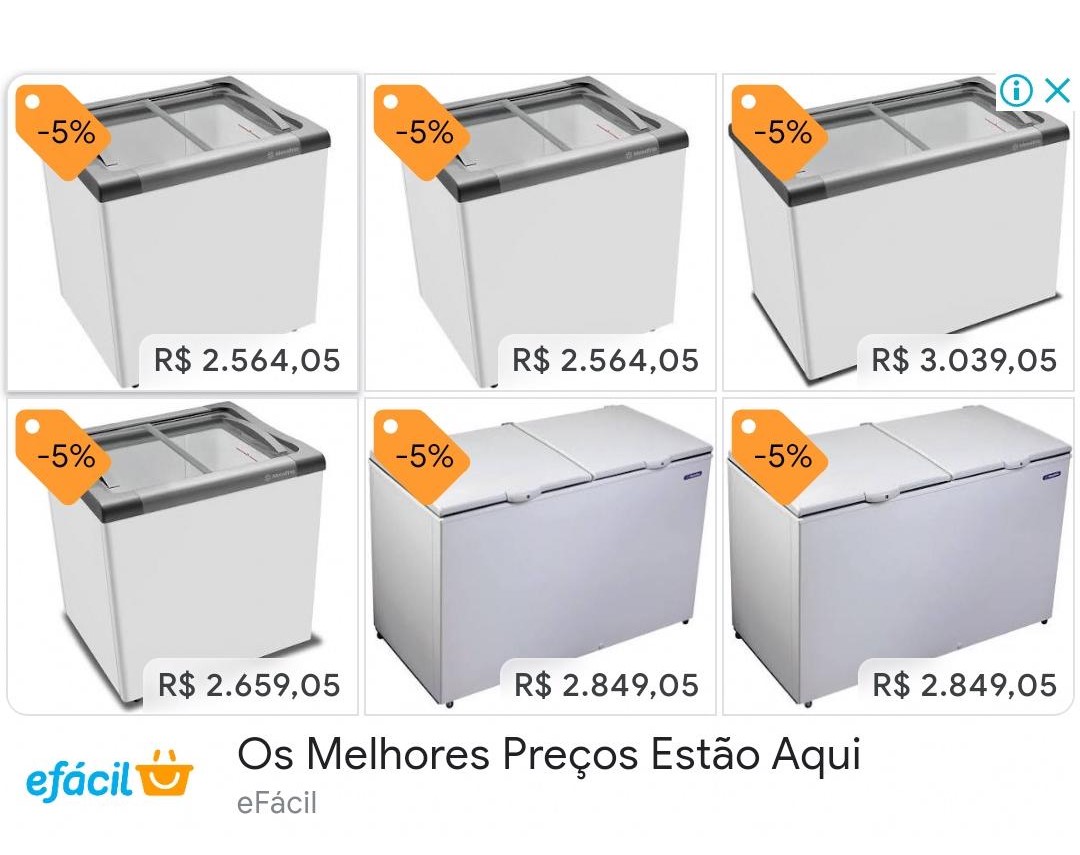 -5%
R$ 2.564,05
-5%
R$ 2.564,05
-5%
R$ 3.039,05
-5%
R$ 2.659,05
-5%
R$ 2.849,05
-5%
R$ 2.849,05
efácil
Os Melhores Preços Estão Aqui
eFácil